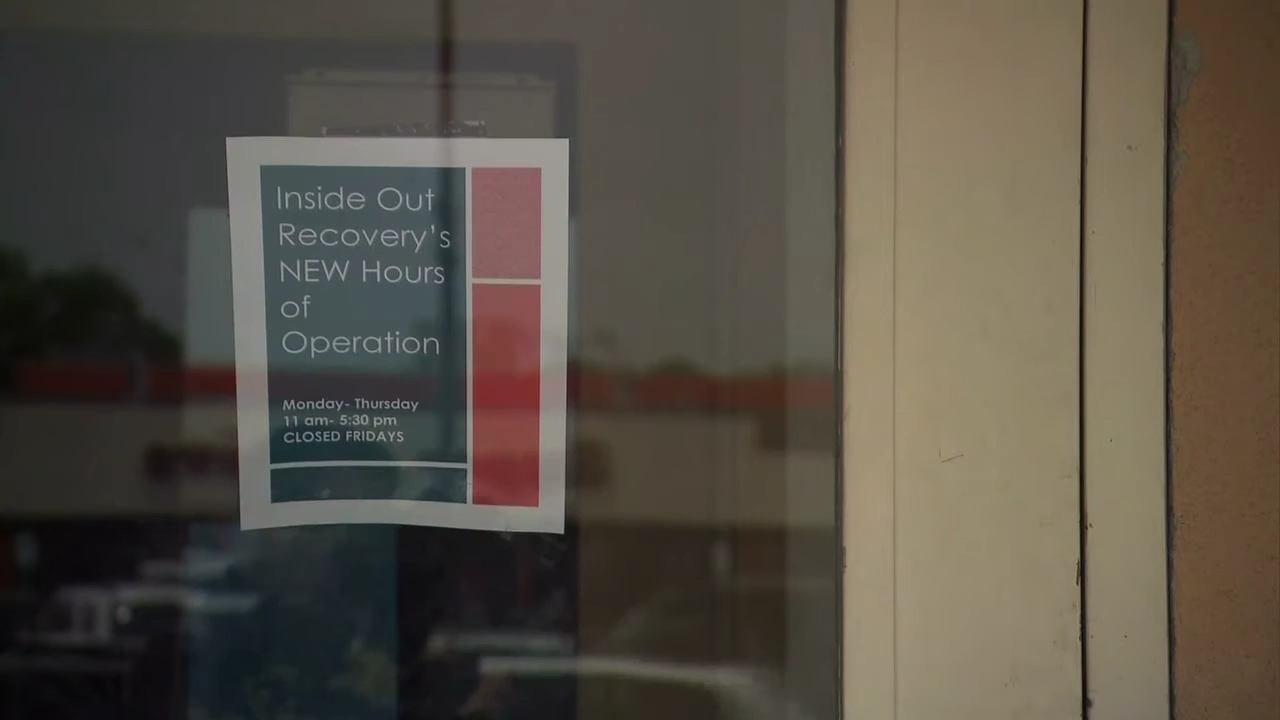 Inside Out
Recovery's
NEW Hours
of
Operation
Monday- Thursday
11 am- 5:30 pm
CLOSED FRIDAYS